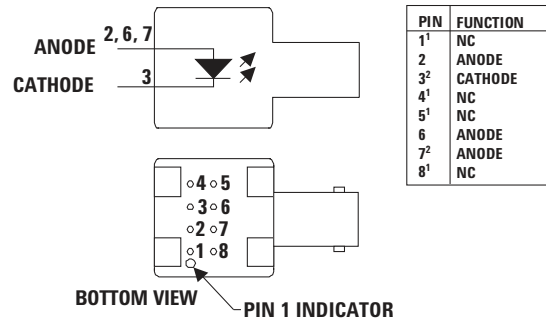 ANODE 2, 6, 7
CATHODE 3
4 5
3 6
2 7
1 8
BOTTOM VIEW
PIN 1 INDICATOR
PIN FUNCTION
1¹ NC
2 ANODE
3² CATHODE
4¹ NC
5¹ NC
6 ANODE
7² ANODE
8¹ NC